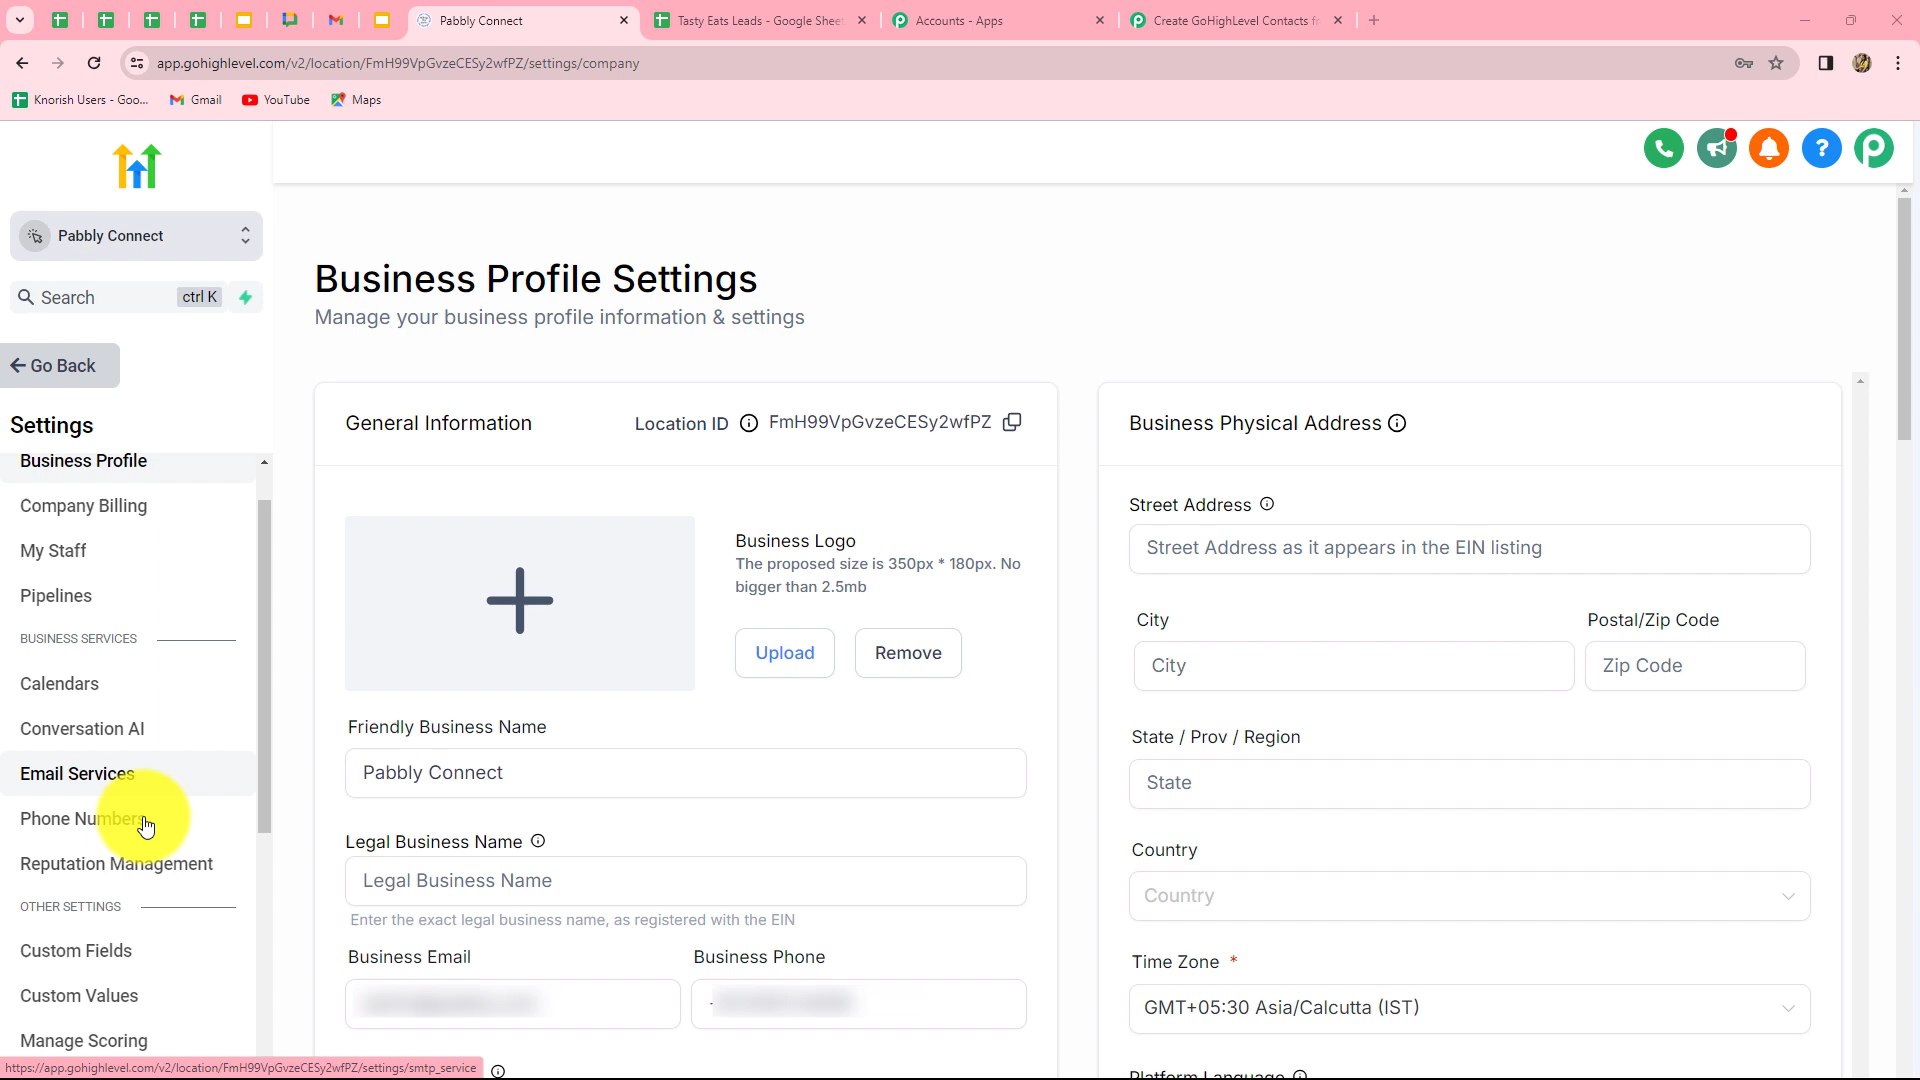 Pabbly Connect
Tasty Eats Leads - Google Shee
Accounts - Apps
Create GoHighLevel Contacts fr
app.gohighlevel.com/v2/location/FmH99VpGvzeCESy2wfPZ/settings/company
Knorish Users - Goo...
Gmail
YouTube
Maps
Pabbly Connect
Search
ctrl K
Go Back
Settings
Business Profile
Company Billing
My Staff
Pipelines
BUSINESS SERVICES
Calendars
Conversation AI
Email Services
Phone Numbers
Reputation Management
OTHER SETTINGS
Custom Fields
Custom Values
Manage Scoring
https://app.gohighlevel.com/v2/location/FmH99VpGvzeCESy2wfPZ/settings/smtp_service
Business Profile Settings
Manage your business profile information & settings
General Information
Location ID
FmH99VpGvzeCESy2wfPZ
Business Logo
The proposed size is 350px * 180px. No
bigger than 2.5mb
Upload
Remove
Friendly Business Name
Pabbly Connect
Legal Business Name
Legal Business Name
Enter the exact legal business name, as registered with the EIN
Business Email
Business Phone
Business Physical Address
Street Address
Street Address as it appears in the EIN listing
City
Postal/Zip Code
City
Zip Code
State / Prov / Region
State
Country
Country
Time Zone *
GMT+05:30 Asia/Calcutta (IST)
Platform Language